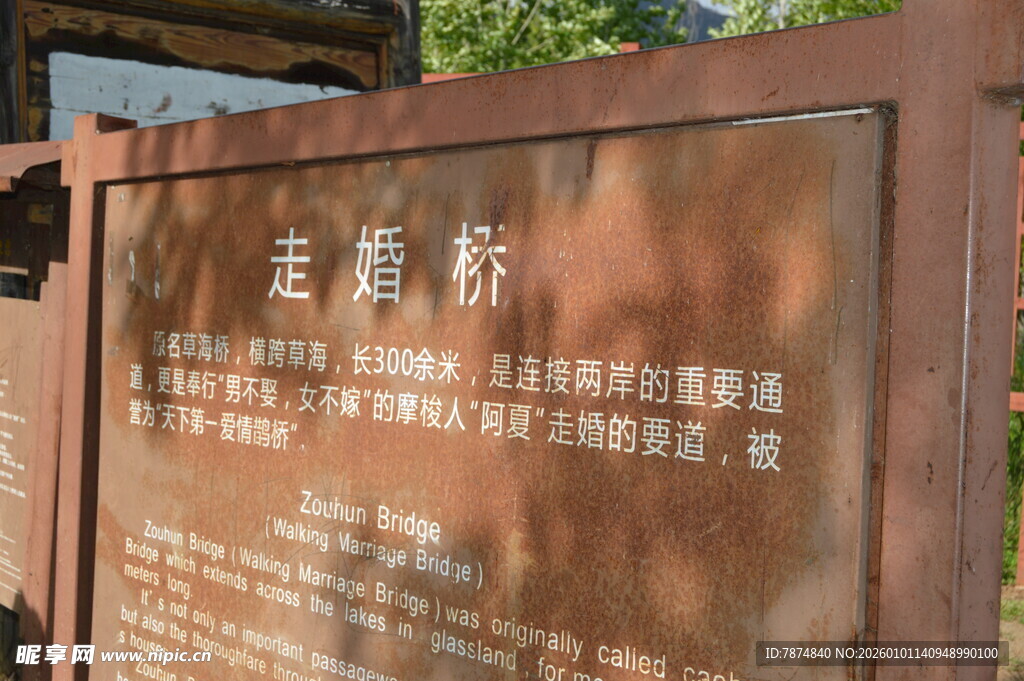 走婚桥
原名草海桥，横跨草海，长300余米，是连接两岸的重要通
道，更是奉行“男不娶，女不嫁”的摩梭人“阿夏”走婚的要道，被
誉为“天下第一爱情鹊桥”.
Zouhun Bridge
(Walking Marriage Bridge)
Zouhun Bridge (Walking Marriage Bridge) was originally called
Bridge which extends across the lakes in glassland, for
meters long.
It's not only an important
but also the thoroughfare
Zouhun
昵享网 www.nipic.cn
ID:7874840 NO:20260101140948990100